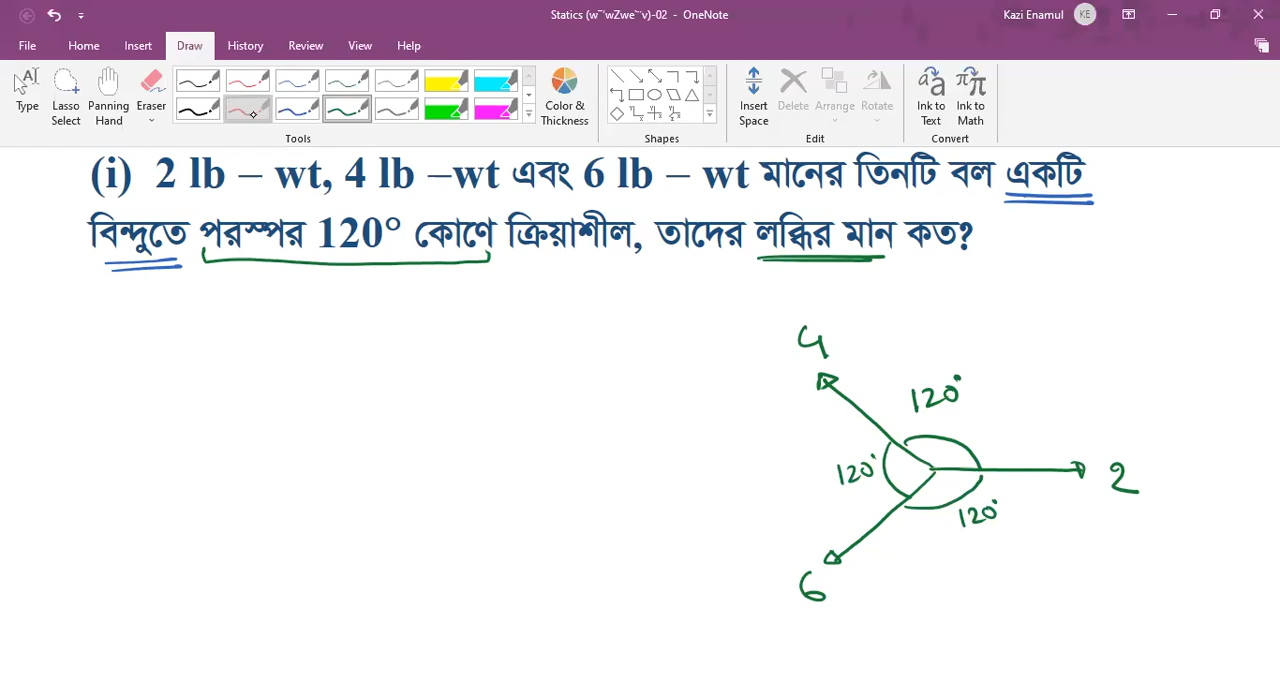 Statics (w¯’wZwe`¨v)-02 - OneNote
Kazi Enamul KE
File Home Insert Draw History Review View Help
Type
Lasso Select
Panning Hand
Eraser
Color & Thickness
Insert Space
Delete
Arrange
Rotate
Ink to Text
Ink to Math
Tools
Shapes
Edit
Convert
(i) 2 lb – wt, 4 lb –wt এবং 6 lb – wt মানের তিনটি বল একটি
বিন্দুতে পরস্পর 120° কোণে ক্রিয়াশীল, তাদের লব্ধির মান কত?
4
120°
120°
2
120°
6